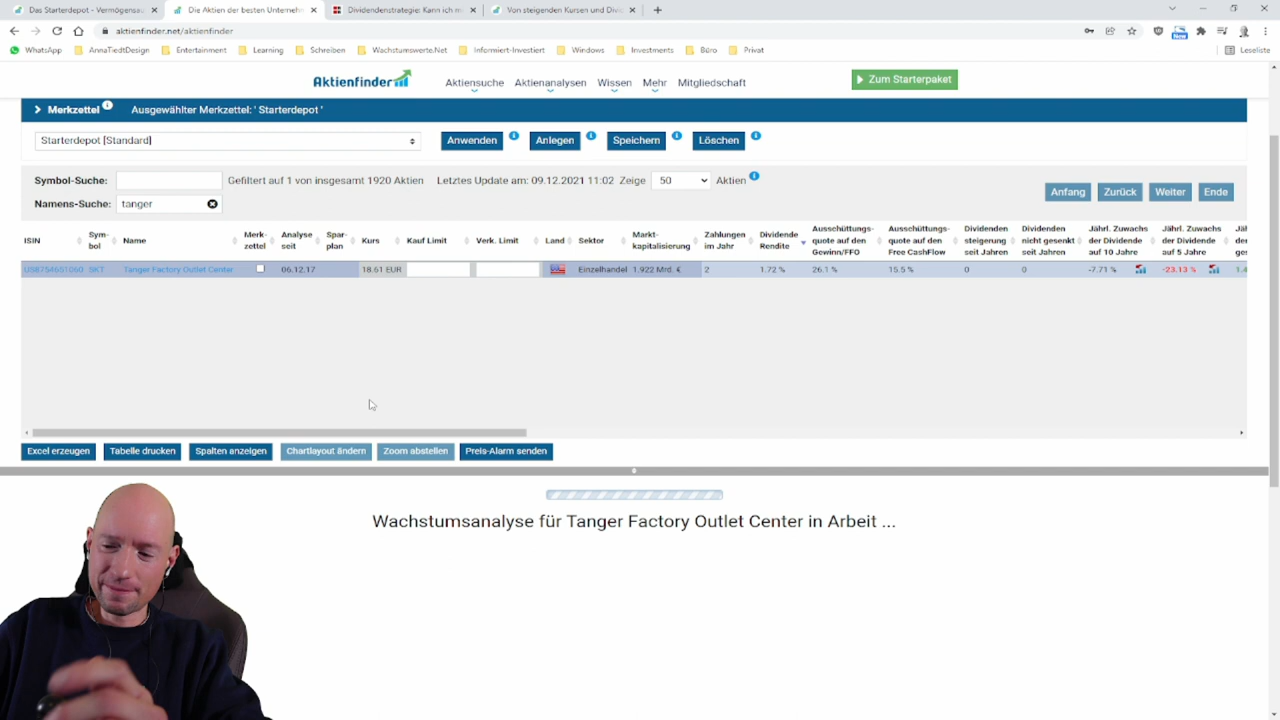 Das Starterdepot - Vermögensau
Die Aktien der besten Unternehm
Dividendenstrategie: Kann ich m
Von steigenden Kursen und Divi
aktienfinder.net/aktienfinder
WhatsApp AnnaTiedtDesign Entertainment Learning Schreiben Wachstumswerte.Net Informiert-Investiert Windows Investments Büro Privat Leseliste
Aktienfinder Aktiensuche Aktienanalysen Wissen Mehr Mitgliedschaft Zum Starterpaket
Merkzettel Ausgewählter Merkzettel: ' Starterdepot '
Starterdepot [Standard] Anwenden Anlegen Speichern Löschen
Symbol-Suche: Gefiltert auf 1 von insgesamt 1920 Aktien Letztes Update am: 09.12.2021 11:02 Zeige 50 Aktien
Anfang Zurück Weiter Ende
Namens-Suche: tanger
ISIN
Sym-
bol
Name
Merk-
zettel
Analyse
seit
Spar-
plan
Kurs
Kauf Limit
Verk. Limit
Land
Sektor
Markt-
kapitalisierung
Zahlungen
im Jahr
Dividende
Rendite
Ausschüttungs-
quote auf den
Gewinn/FFO
Ausschüttungs-
quote auf den
Free CashFlow
Dividenden
steigerung
seit Jahren
Dividenden
nicht gesenkt
seit Jahren
Jährl. Zuwachs
der Dividende
auf 10 Jahre
Jährl. Zuwachs
der Dividende
auf 5 Jahre
US8754651060 SKT Tanger Factory Outlet Center 06.12.17 18.61 EUR Einzelhandel 1.922 Mrd. € 2 1.72 % 26.1 % 15.5 % 0 0 -7.71 % -23.13 %
Excel erzeugen Tabelle drucken Spalten anzeigen Chartlayout ändern Zoom abstellen Preis-Alarm senden
Wachstumsanalyse für Tanger Factory Outlet Center in Arbeit ...